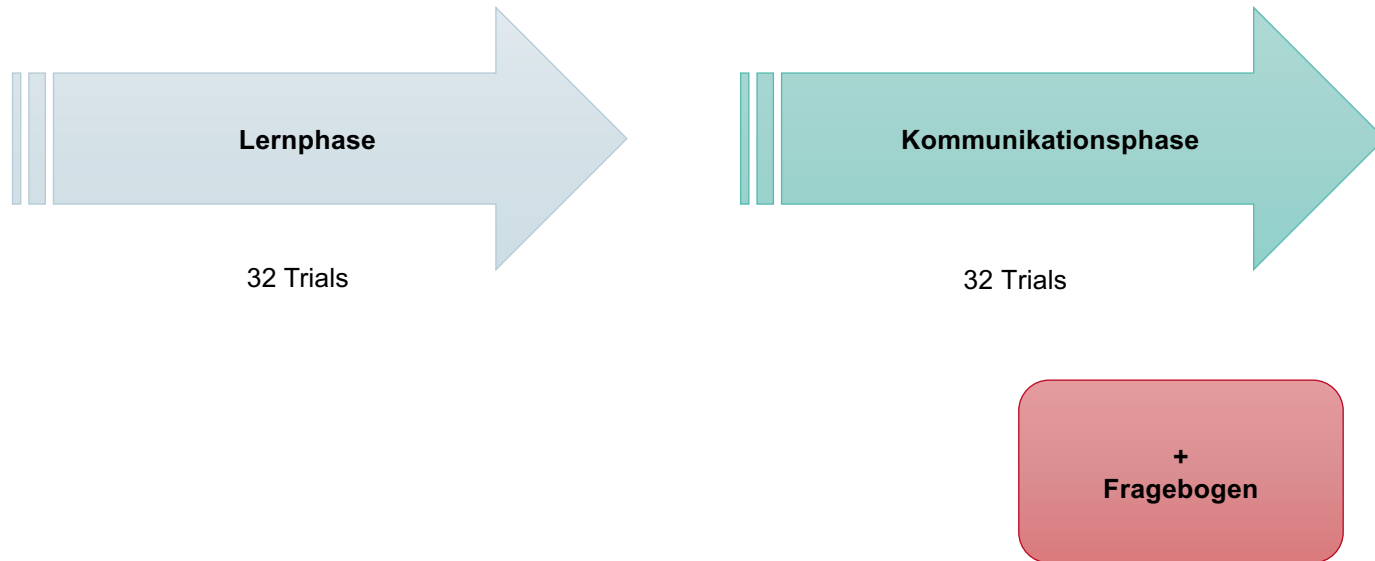 Lernphase
Kommunikationsphase
32 Trials
32 Trials
+
Fragebogen